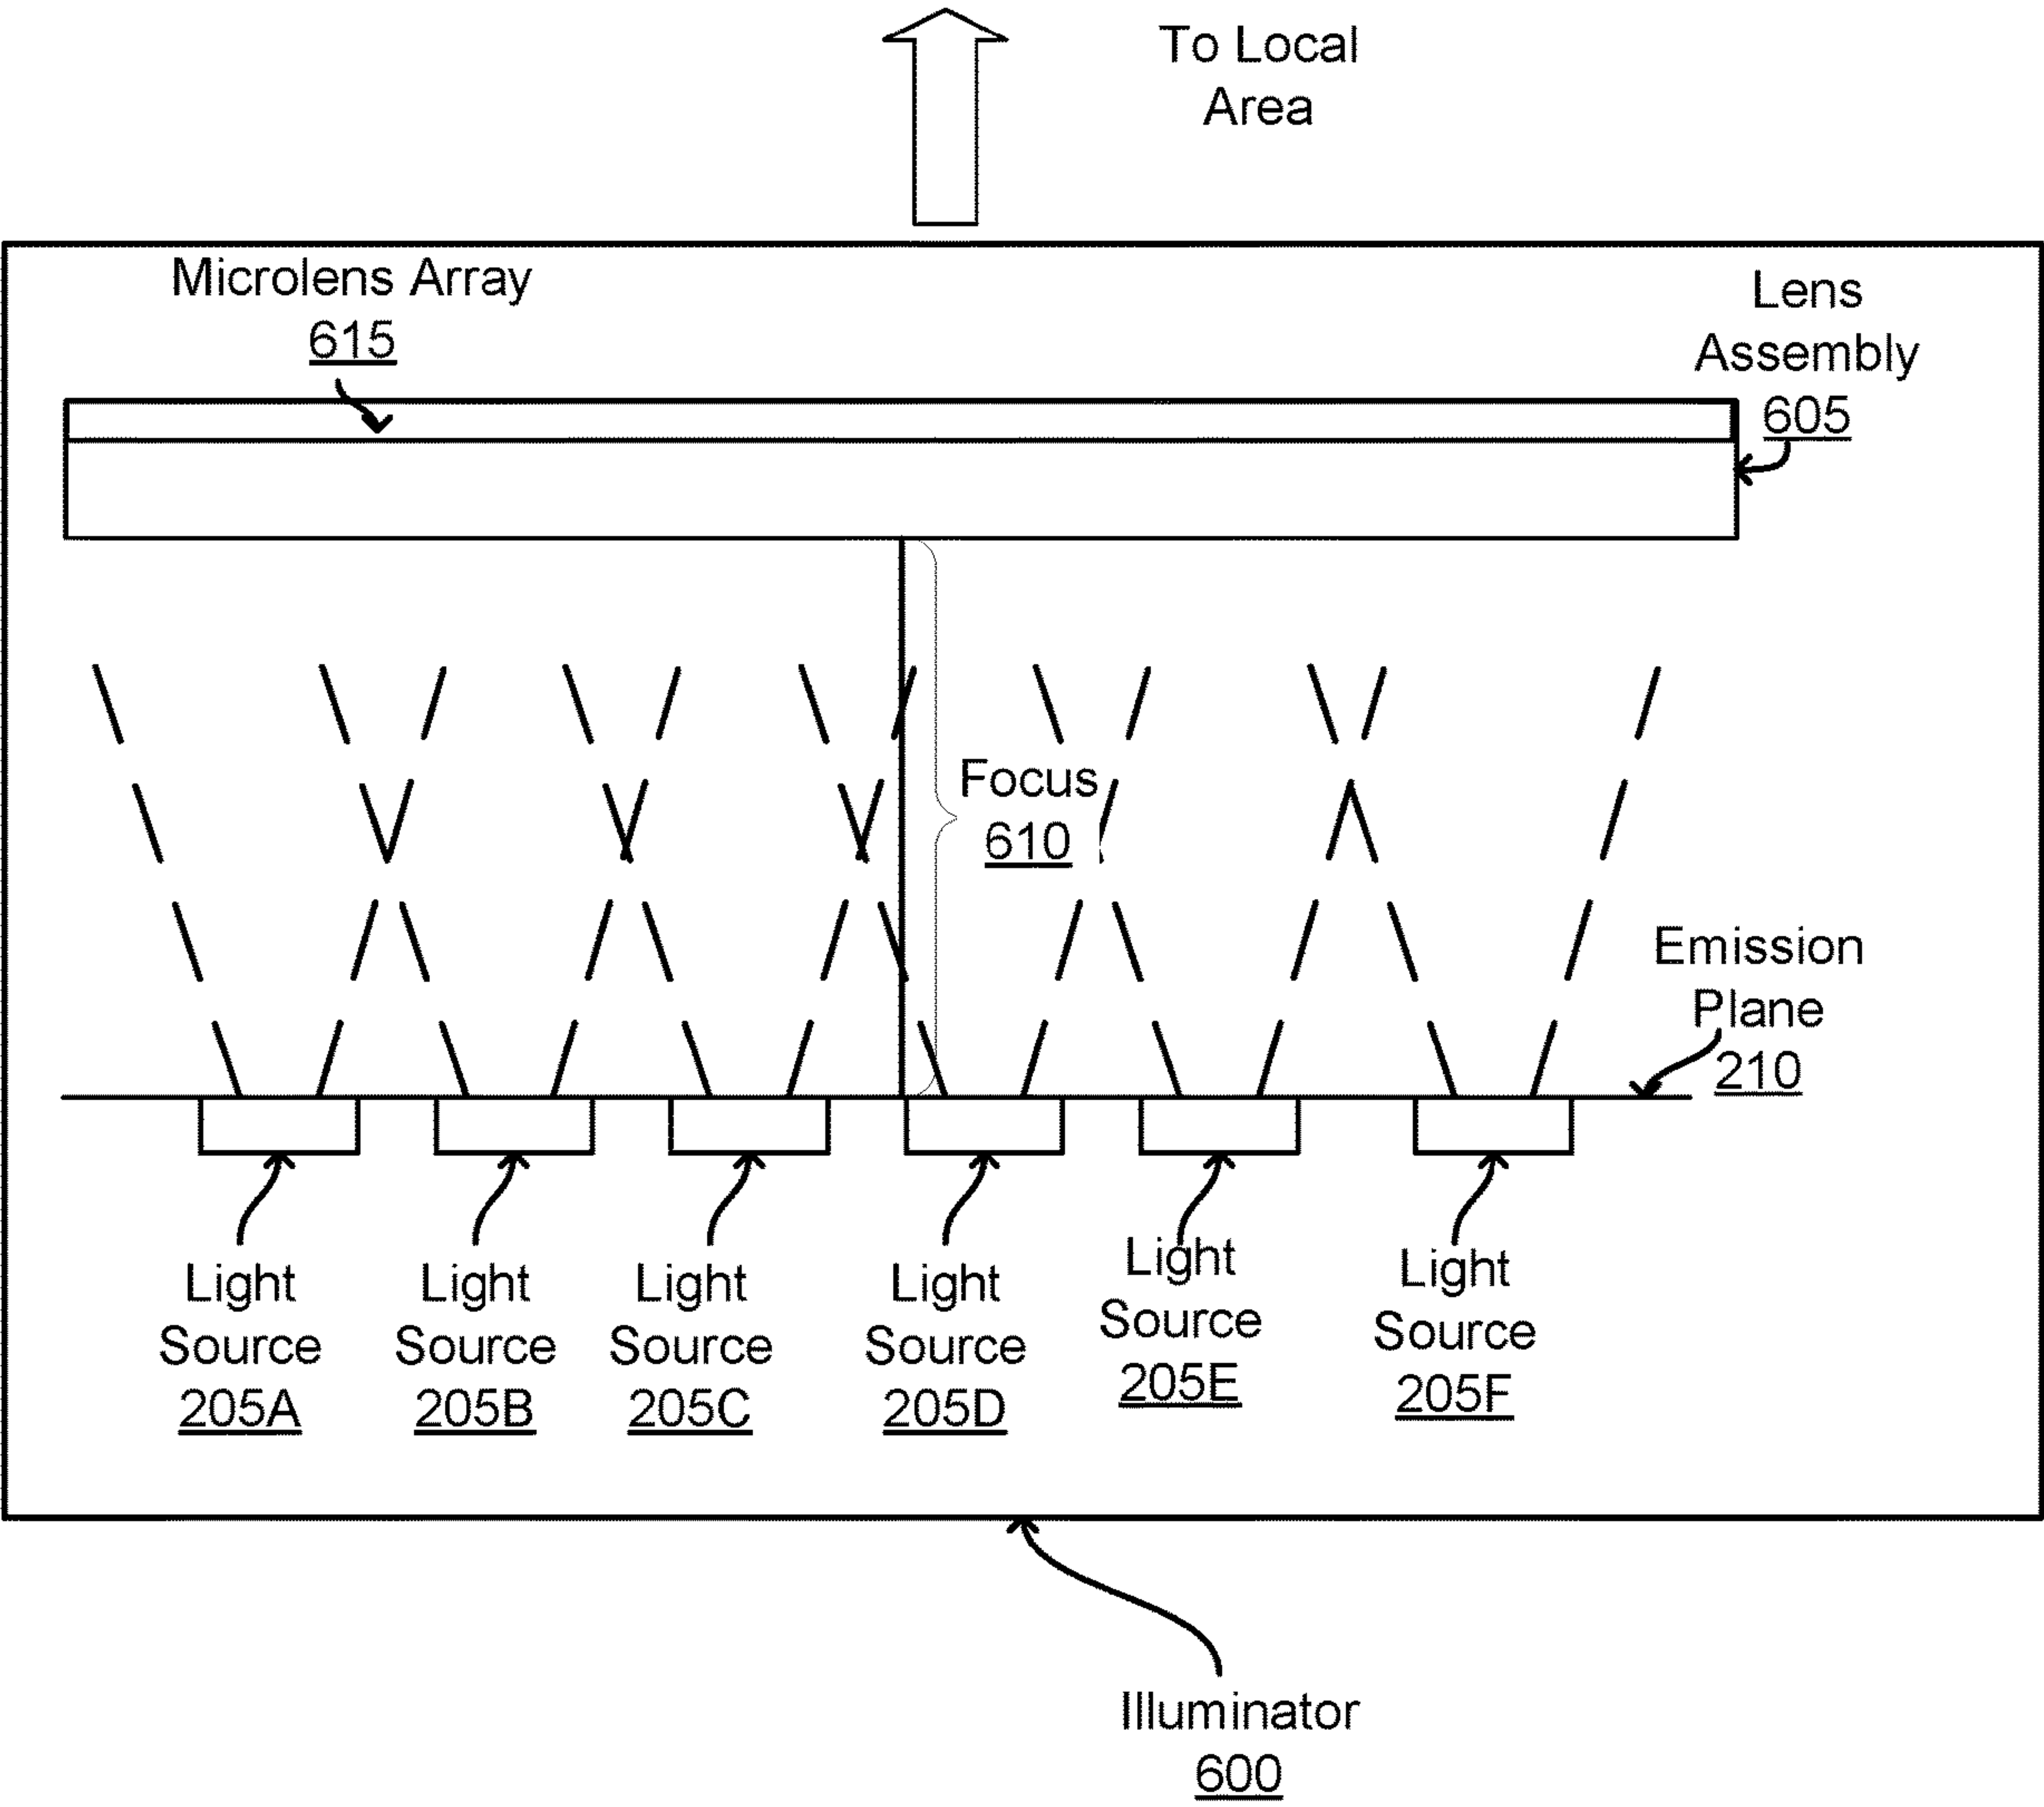 To Local
Area
Microlens Array
615
Lens
Assembly
605
Focus
610
Emission
Plane
210
Light
Source
205A
Light
Source
205B
Light
Source
205C
Light
Source
205D
Light
Source
205E
Light
Source
205F
Illuminator
600